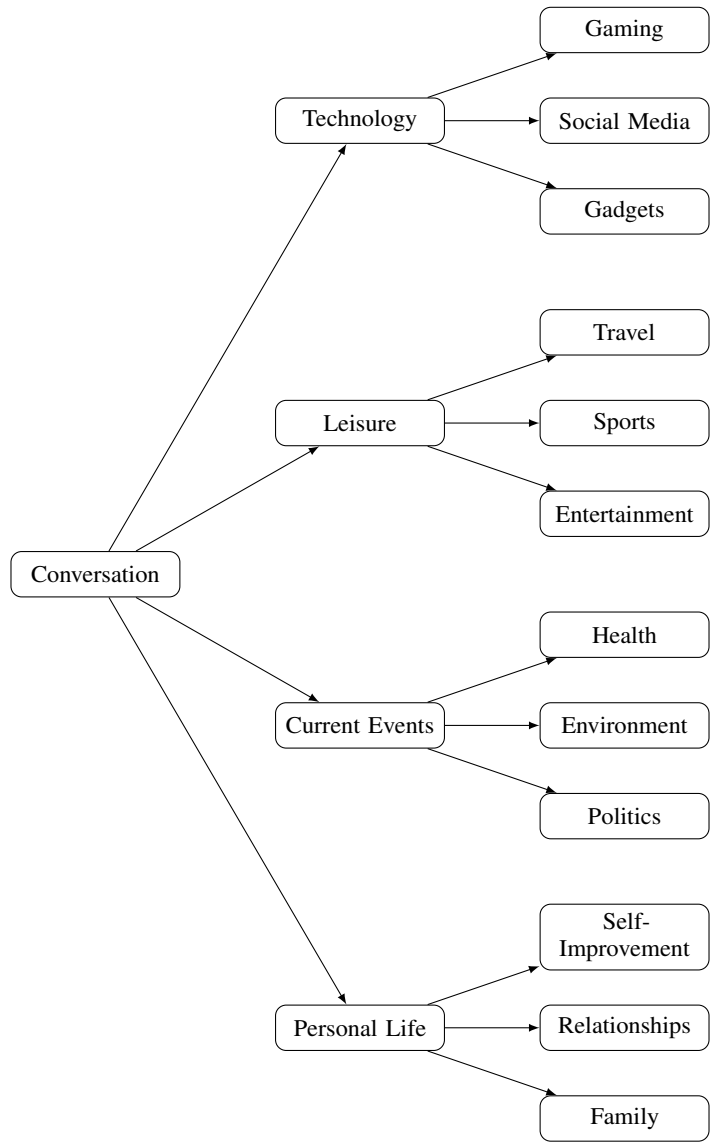 Gaming
Technology
Social Media
Gadgets
Travel
Leisure
Sports
Entertainment
Conversation
Health
Current Events
Environment
Politics
Self-
Improvement
Personal Life
Relationships
Family